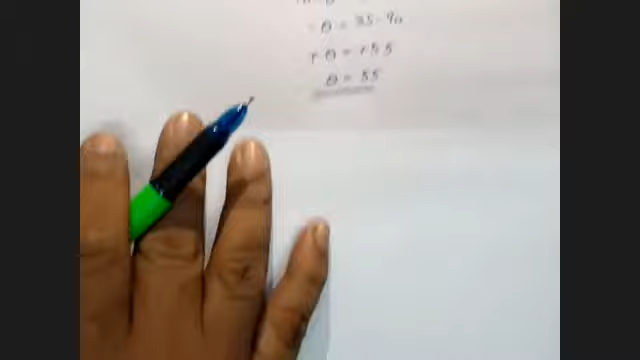 - θ = 35 - 90
+ θ = + 55
θ = 55